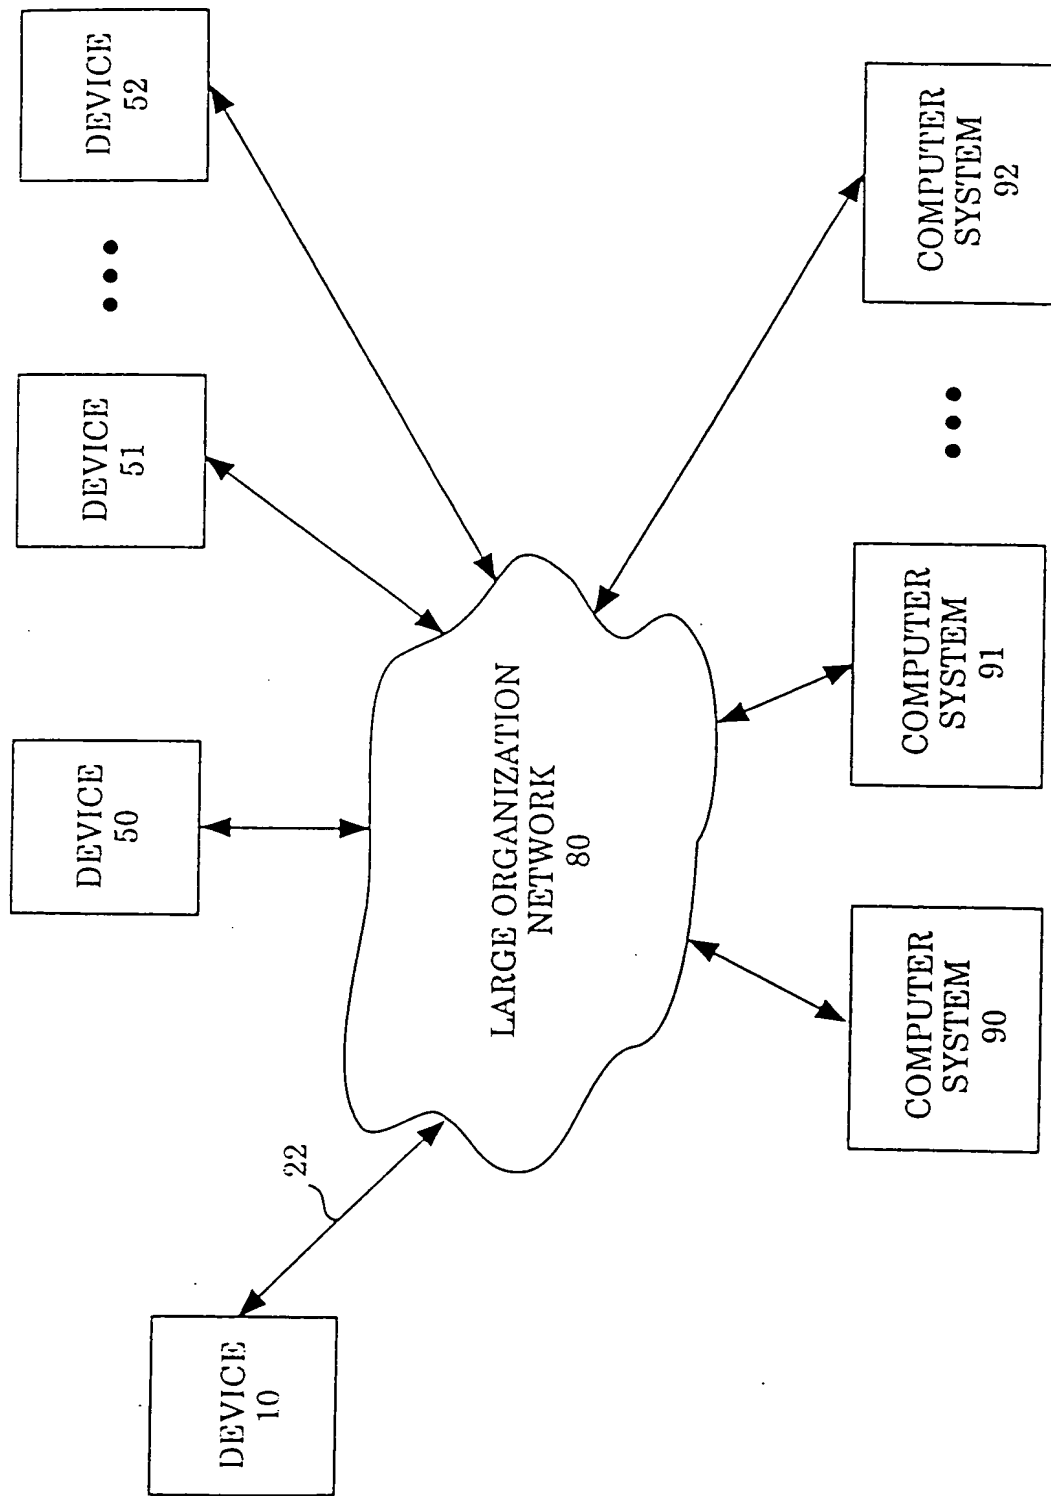 DEVICE
10
22
DEVICE
50
DEVICE
51
DEVICE
52
LARGE ORGANIZATION
NETWORK
80
COMPUTER
SYSTEM
90
COMPUTER
SYSTEM
91
COMPUTER
SYSTEM
92